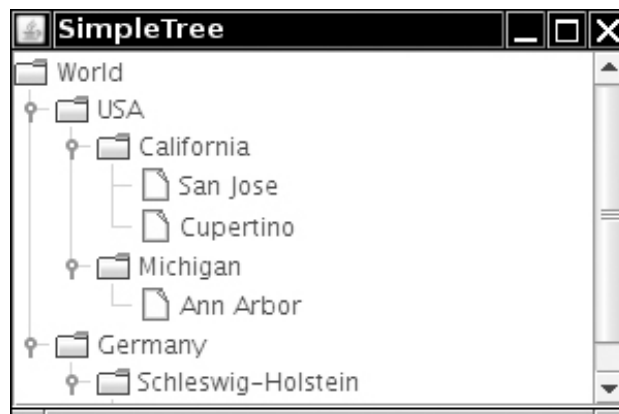 SimpleTree
World
USA
California
San Jose
Cupertino
Michigan
Ann Arbor
Germany
Schleswig-Holstein